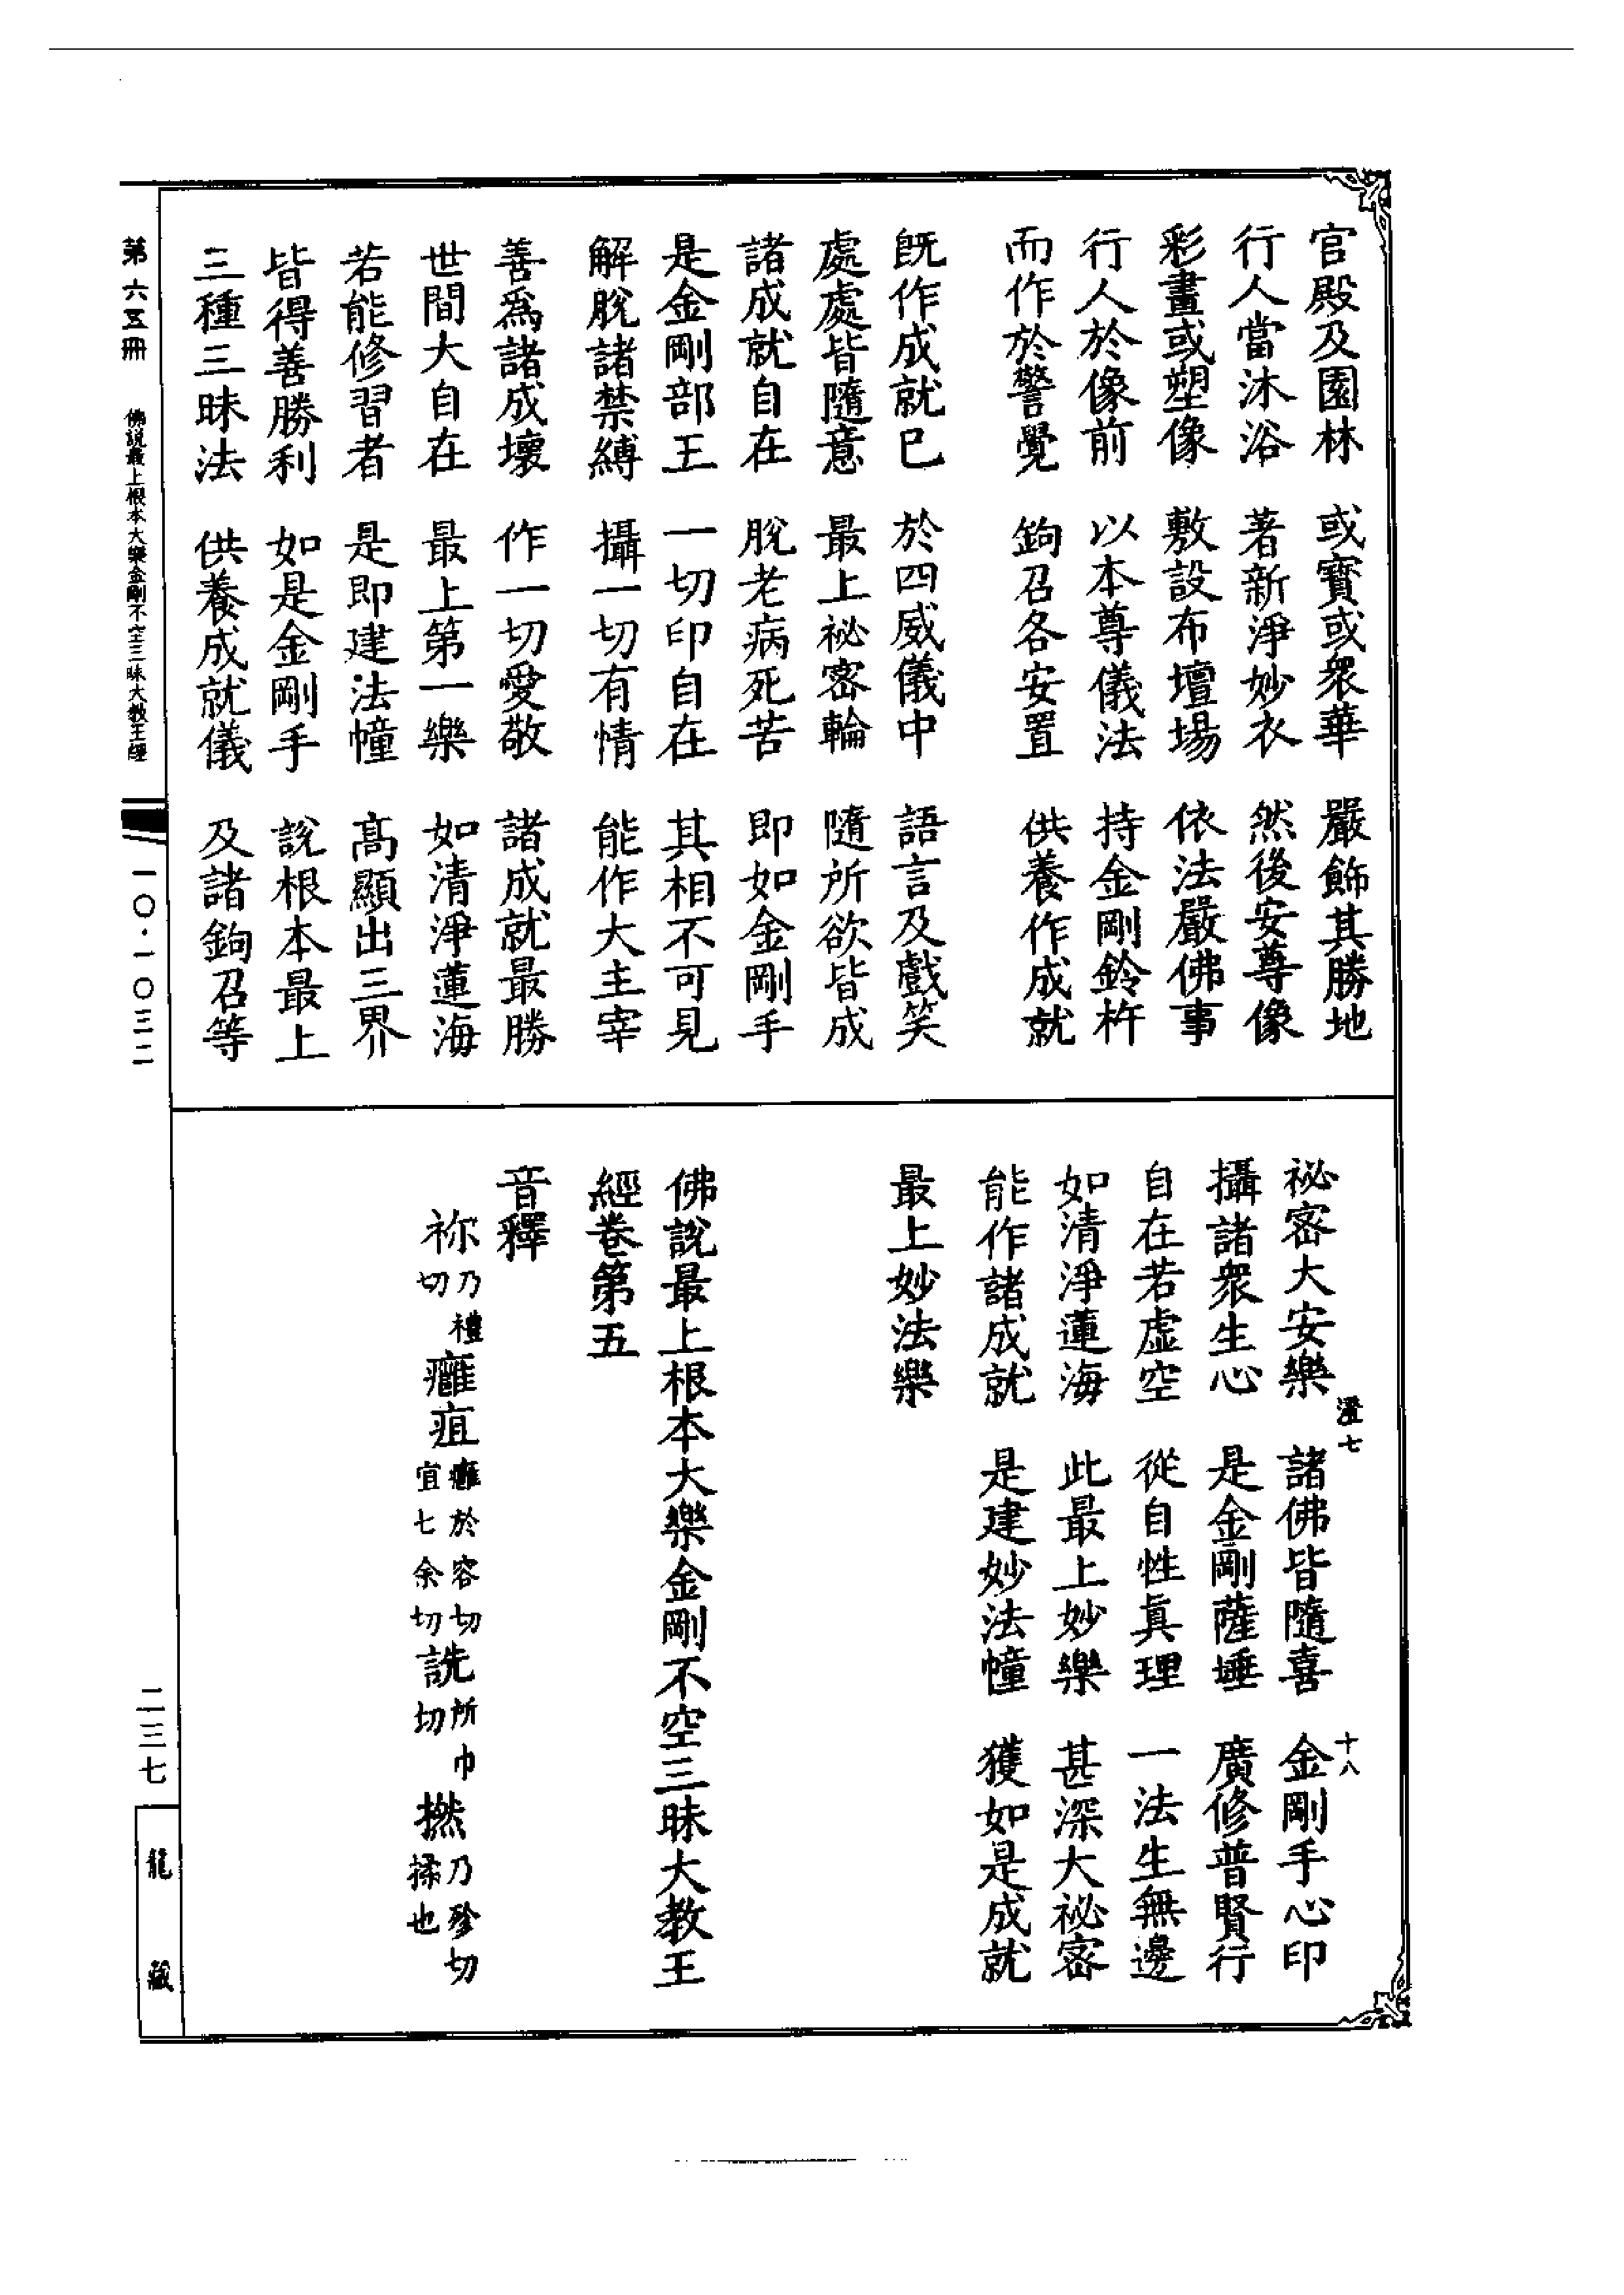 官殿及園林　或寶或衆華　嚴飾其勝地
行人當沐浴　著新淨妙衣　然後安尊像
彩畫或塑像　敷設布壇場　依法嚴佛事
行人於像前　以本尊儀法　持金剛鈴杵
而作於警覺　鉤召各安置　供養作成就
旣作成就已　於四威儀中　語言及戲笑
處處皆隨意　最上祕密輪　隨所欲皆成
諸成就自在　脫老病死苦　即如金剛手
是金剛部王　一切印自在　其相不可見
解脫諸禁縛　攝一切有情　能作大主宰
善爲諸成壞　作一切愛敬　諸成就最勝
世間大自在　最上第一樂　如清淨蓮海
若能修習者　是即建法幢　高顯出三界
皆得善勝利　如是金剛手　說根本最上
三種三昧法　供養成就儀　及諸鉤召等
祕密大安樂　諸佛皆隨喜　金剛手心印
攝諸衆生心　是金剛薩埵　廣修普賢行
自在若虛空　從自性眞理　一法生無邊
如清淨蓮海　此最上妙樂　甚深大祕密
能作諸成就　是建妙法幢　獲如是成就
最上妙法樂
佛說最上根本大樂金剛不空三昧大教王
經卷第五
音釋
祢乃禮切　癰疽癰於容切疽七余切　詵所巾切　撚乃殄切揉也
七
十八
第六五冊　佛說最上根本大樂金剛不空三昧大教王經
一〇·一〇三二
二三七
龍藏